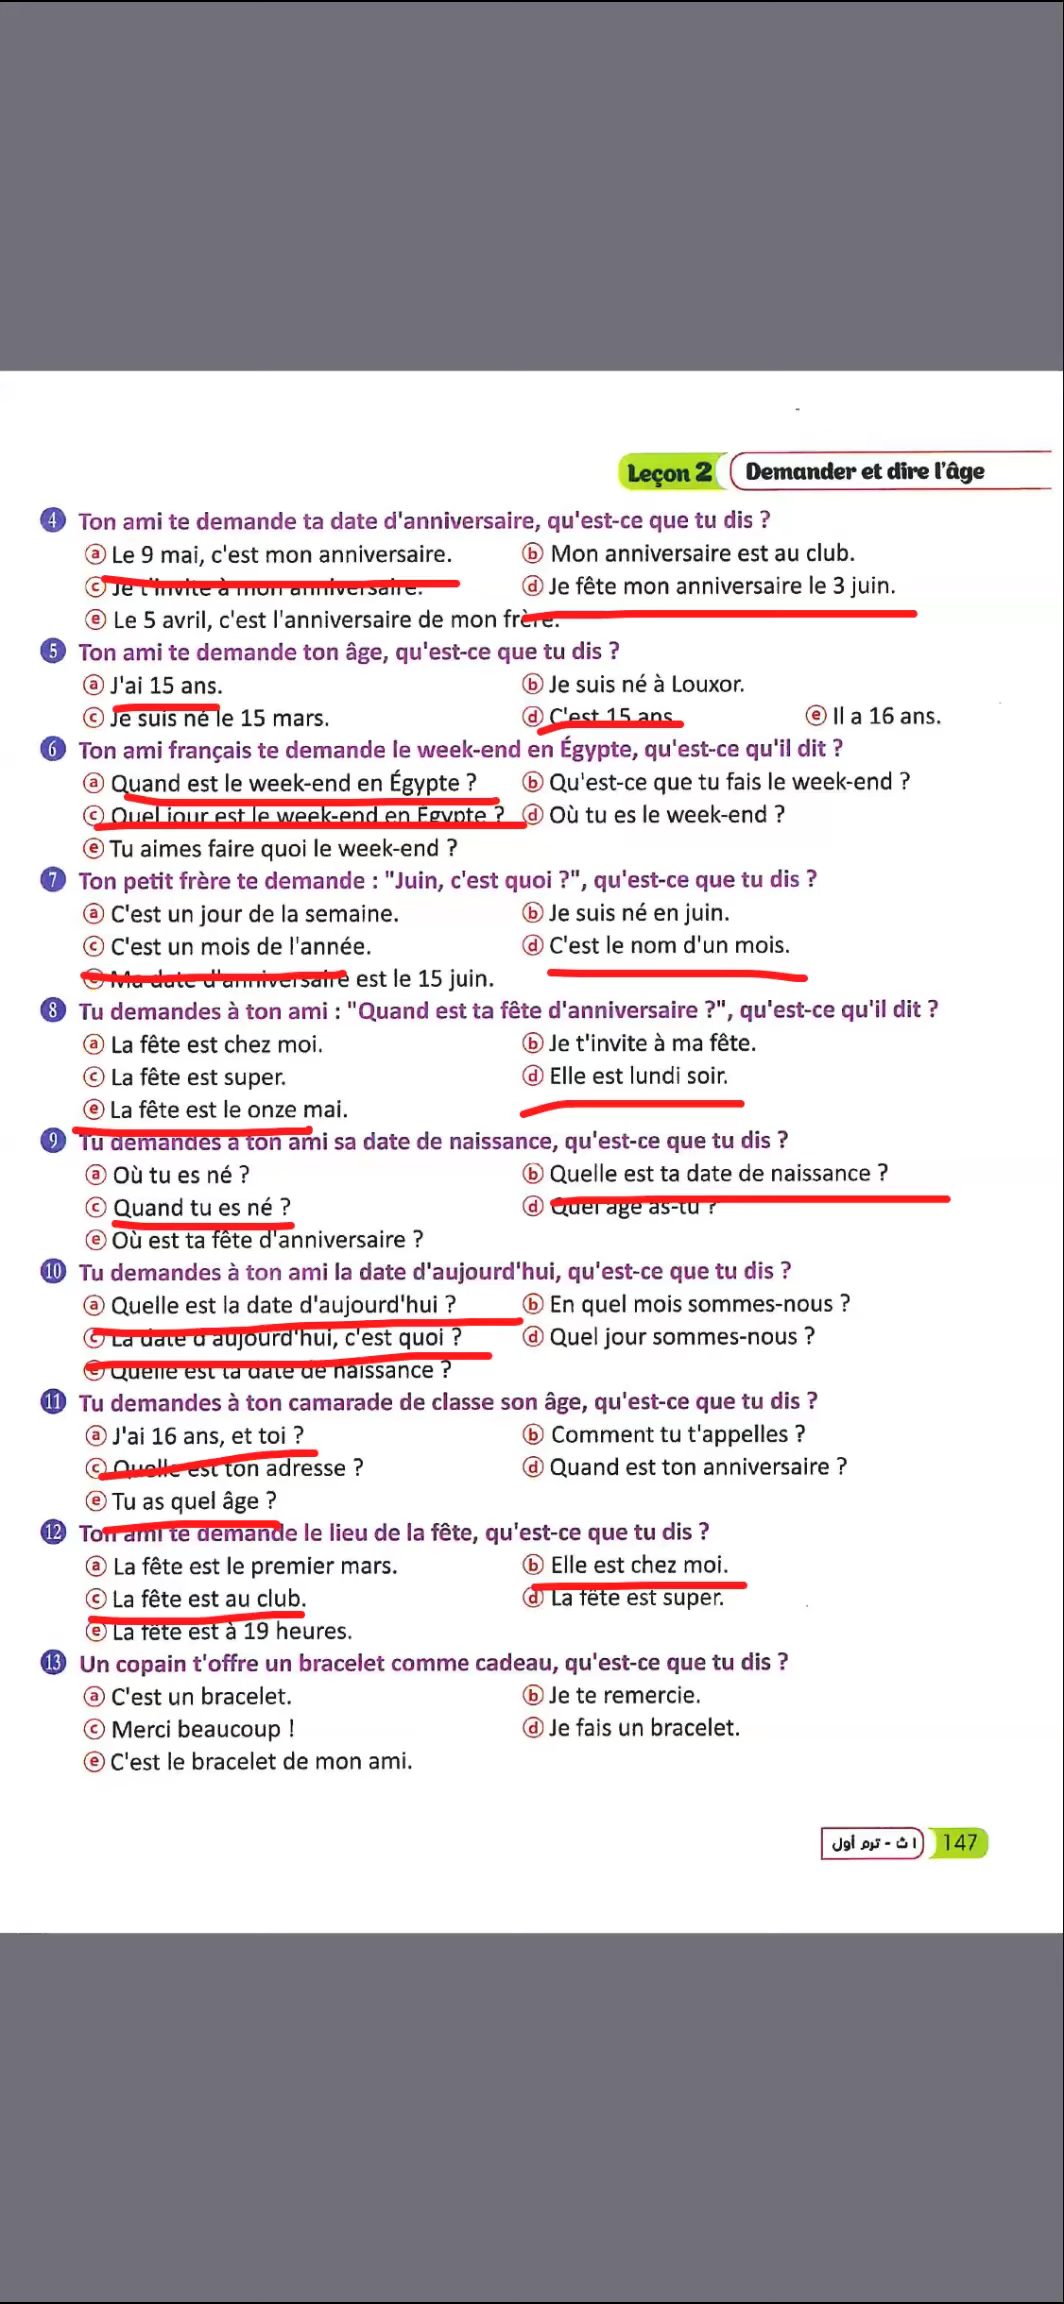 Leçon 2 Demander et dire l'âge
4 Ton ami te demande ta date d'anniversaire, qu'est-ce que tu dis ?
a Le 9 mai, c'est mon anniversaire. b Mon anniversaire est au club.
c Je t'invite à mon anniversaire. d Je fête mon anniversaire le 3 juin.
e Le 5 avril, c'est l'anniversaire de mon frère.
5 Ton ami te demande ton âge, qu'est-ce que tu dis ?
a J'ai 15 ans. b Je suis né à Louxor.
c Je suis né le 15 mars. d C'est 15 ans. e Il a 16 ans.
6 Ton ami français te demande le week-end en Égypte, qu'est-ce qu'il dit ?
a Quand est le week-end en Égypte ? b Qu'est-ce que tu fais le week-end ?
c Quel jour est le week-end en Égypte ? d Où tu es le week-end ?
e Tu aimes faire quoi le week-end ?
7 Ton petit frère te demande : "Juin, c'est quoi ?", qu'est-ce que tu dis ?
a C'est un jour de la semaine. b Je suis né en juin.
c C'est un mois de l'année. d C'est le nom d'un mois.
e Ma date d'anniversaire est le 15 juin.
8 Tu demandes à ton ami : "Quand est ta fête d'anniversaire ?", qu'est-ce qu'il dit ?
a La fête est chez moi. b Je t'invite à ma fête.
c La fête est super. d Elle est lundi soir.
e La fête est le onze mai.
9 Tu demandes à ton ami sa date de naissance, qu'est-ce que tu dis ?
a Où tu es né ? b Quelle est ta date de naissance ?
c Quand tu es né ? d Quel âge as-tu ?
e Où est ta fête d'anniversaire ?
10 Tu demandes à ton ami la date d'aujourd'hui, qu'est-ce que tu dis ?
a Quelle est la date d'aujourd'hui ? b En quel mois sommes-nous ?
c La date d'aujourd'hui, c'est quoi ? d Quel jour sommes-nous ?
e Quelle est ta date de naissance ?
11 Tu demandes à ton camarade de classe son âge, qu'est-ce que tu dis ?
a J'ai 16 ans, et toi ? b Comment tu t'appelles ?
c Quelle est ton adresse ? d Quand est ton anniversaire ?
e Tu as quel âge ?
12 Ton ami te demande le lieu de la fête, qu'est-ce que tu dis ?
a La fête est le premier mars. b Elle est chez moi.
c La fête est au club. d La fête est super.
e La fête est à 19 heures.
13 Un copain t'offre un bracelet comme cadeau, qu'est-ce que tu dis ?
a C'est un bracelet. b Je te remercie.
c Merci beaucoup ! d Je fais un bracelet.
e C'est le bracelet de mon ami.
١ ث - ترم أول 147